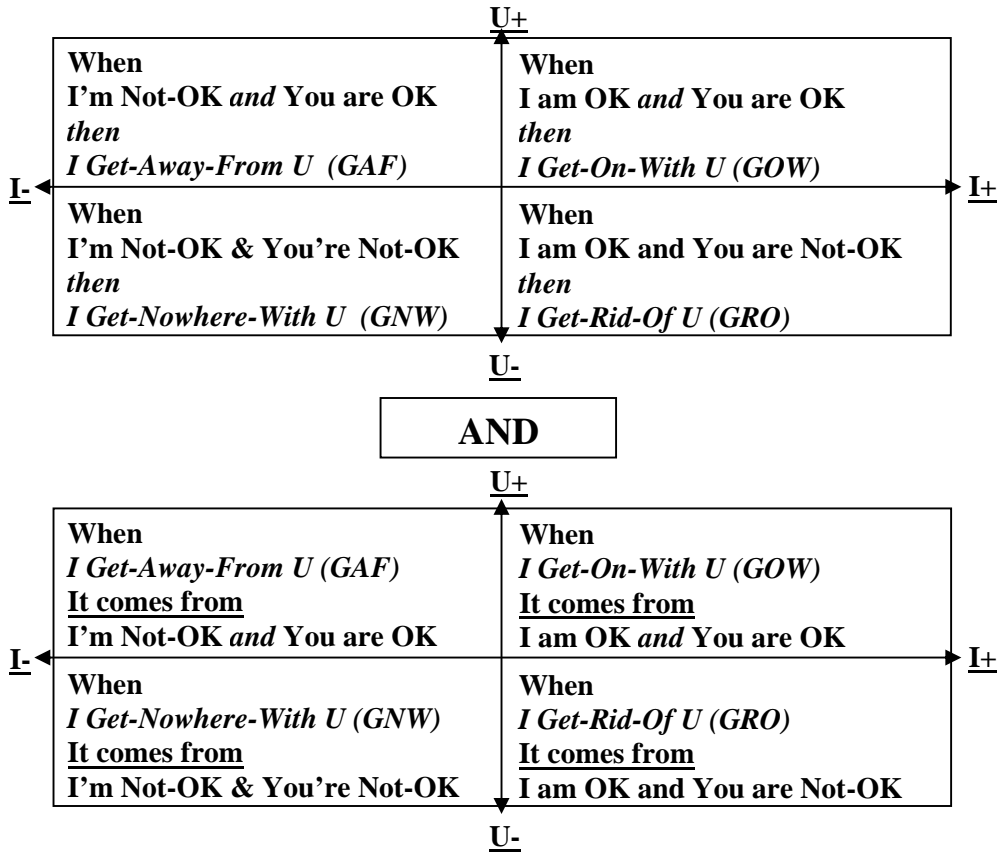 U+
When
I'm Not-OK and You are OK
then
I Get-Away-From U (GAF)
When
I am OK and You are OK
then
I Get-On-With U (GOW)
I-
I+
When
I'm Not-OK & You're Not-OK
then
I Get-Nowhere-With U (GNW)
When
I am OK and You are Not-OK
then
I Get-Rid-Of U (GRO)
U-
AND
U+
When
I Get-Away-From U (GAF)
It comes from
I'm Not-OK and You are OK
When
I Get-On-With U (GOW)
It comes from
I am OK and You are OK
I-
I+
When
I Get-Nowhere-With U (GNW)
It comes from
I'm Not-OK & You're Not-OK
When
I Get-Rid-Of U (GRO)
It comes from
I am OK and You are Not-OK
U-